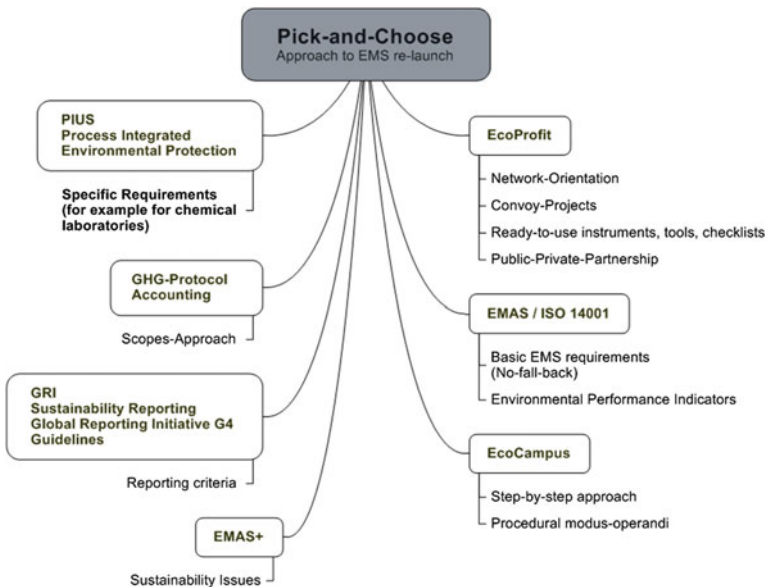 Pick-and-Choose
Approach to EMS re-launch
PIUS
Process Integrated
Environmental Protection
Specific Requirements
(for example for chemical
laboratories)
GHG-Protocol
Accounting
Scopes-Approach
GRI
Sustainability Reporting
Global Reporting Initiative G4
Guidelines
Reporting criteria
EMAS+
Sustainability Issues
EcoProfit
Network-Orientation
Convoy-Projects
Ready-to-use instruments, tools, checklists
Public-Private-Partnership
EMAS / ISO 14001
Basic EMS requirements
(No-fall-back)
Environmental Performance Indicators
EcoCampus
Step-by-step approach
Procedural modus-operandi